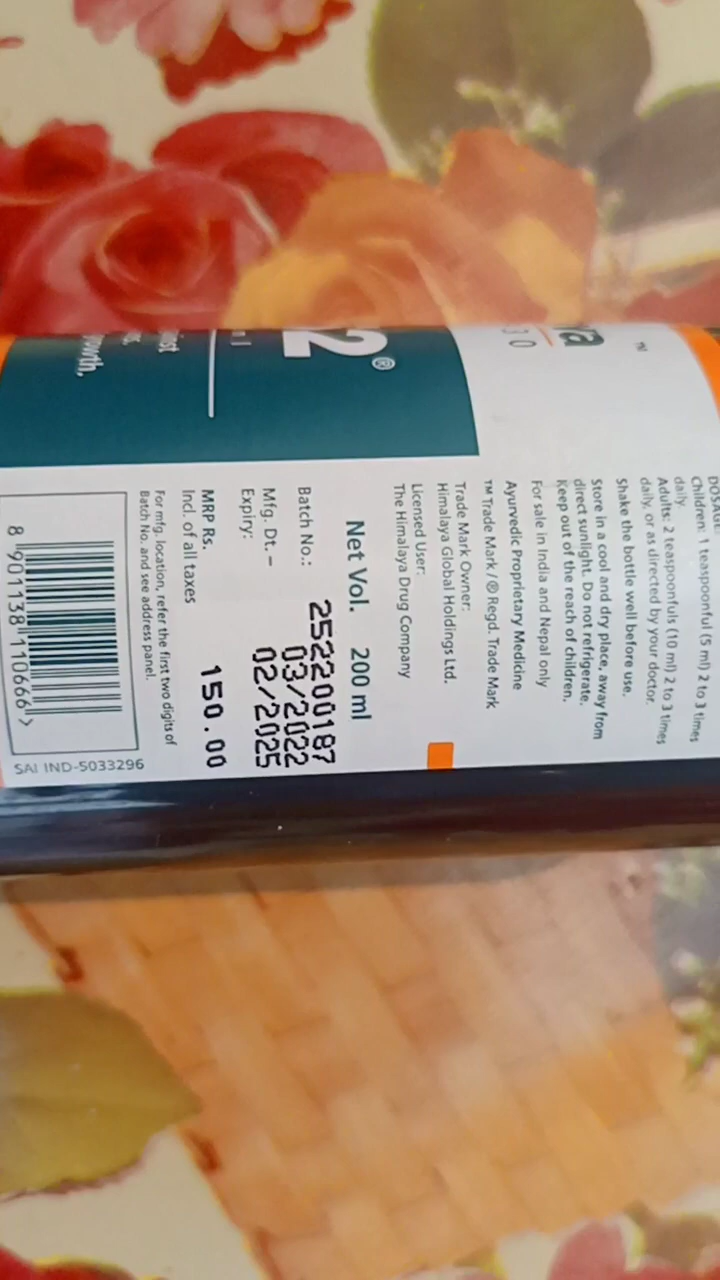 DOSAGE:
Children: 1 teaspoonful (5 ml) 2 to 3 times
daily.
Adults: 2 teaspoonfuls (10 ml) 2 to 3 times
daily, or as directed by your doctor.
Shake the bottle well before use.
Store in a cool and dry place, away from
direct sunlight. Do not refrigerate.
Keep out of the reach of children.
For sale in India and Nepal only
Ayurvedic Proprietary Medicine
™ Trade Mark / ® Regd. Trade Mark
Trade Mark Owner:
Himalaya Global Holdings Ltd.
Licensed User:
The Himalaya Drug Company
Net Vol. 200 ml
Batch No.: 252200187
Mfg. Dt. – 03/2022
Expiry: 02/2025
MRP Rs. 150.00
Incl. of all taxes
For mfg. location, refer the first two digits of
Batch No. and see address panel.
8 901138 110666 >
SAI IND-5033296
™
2®